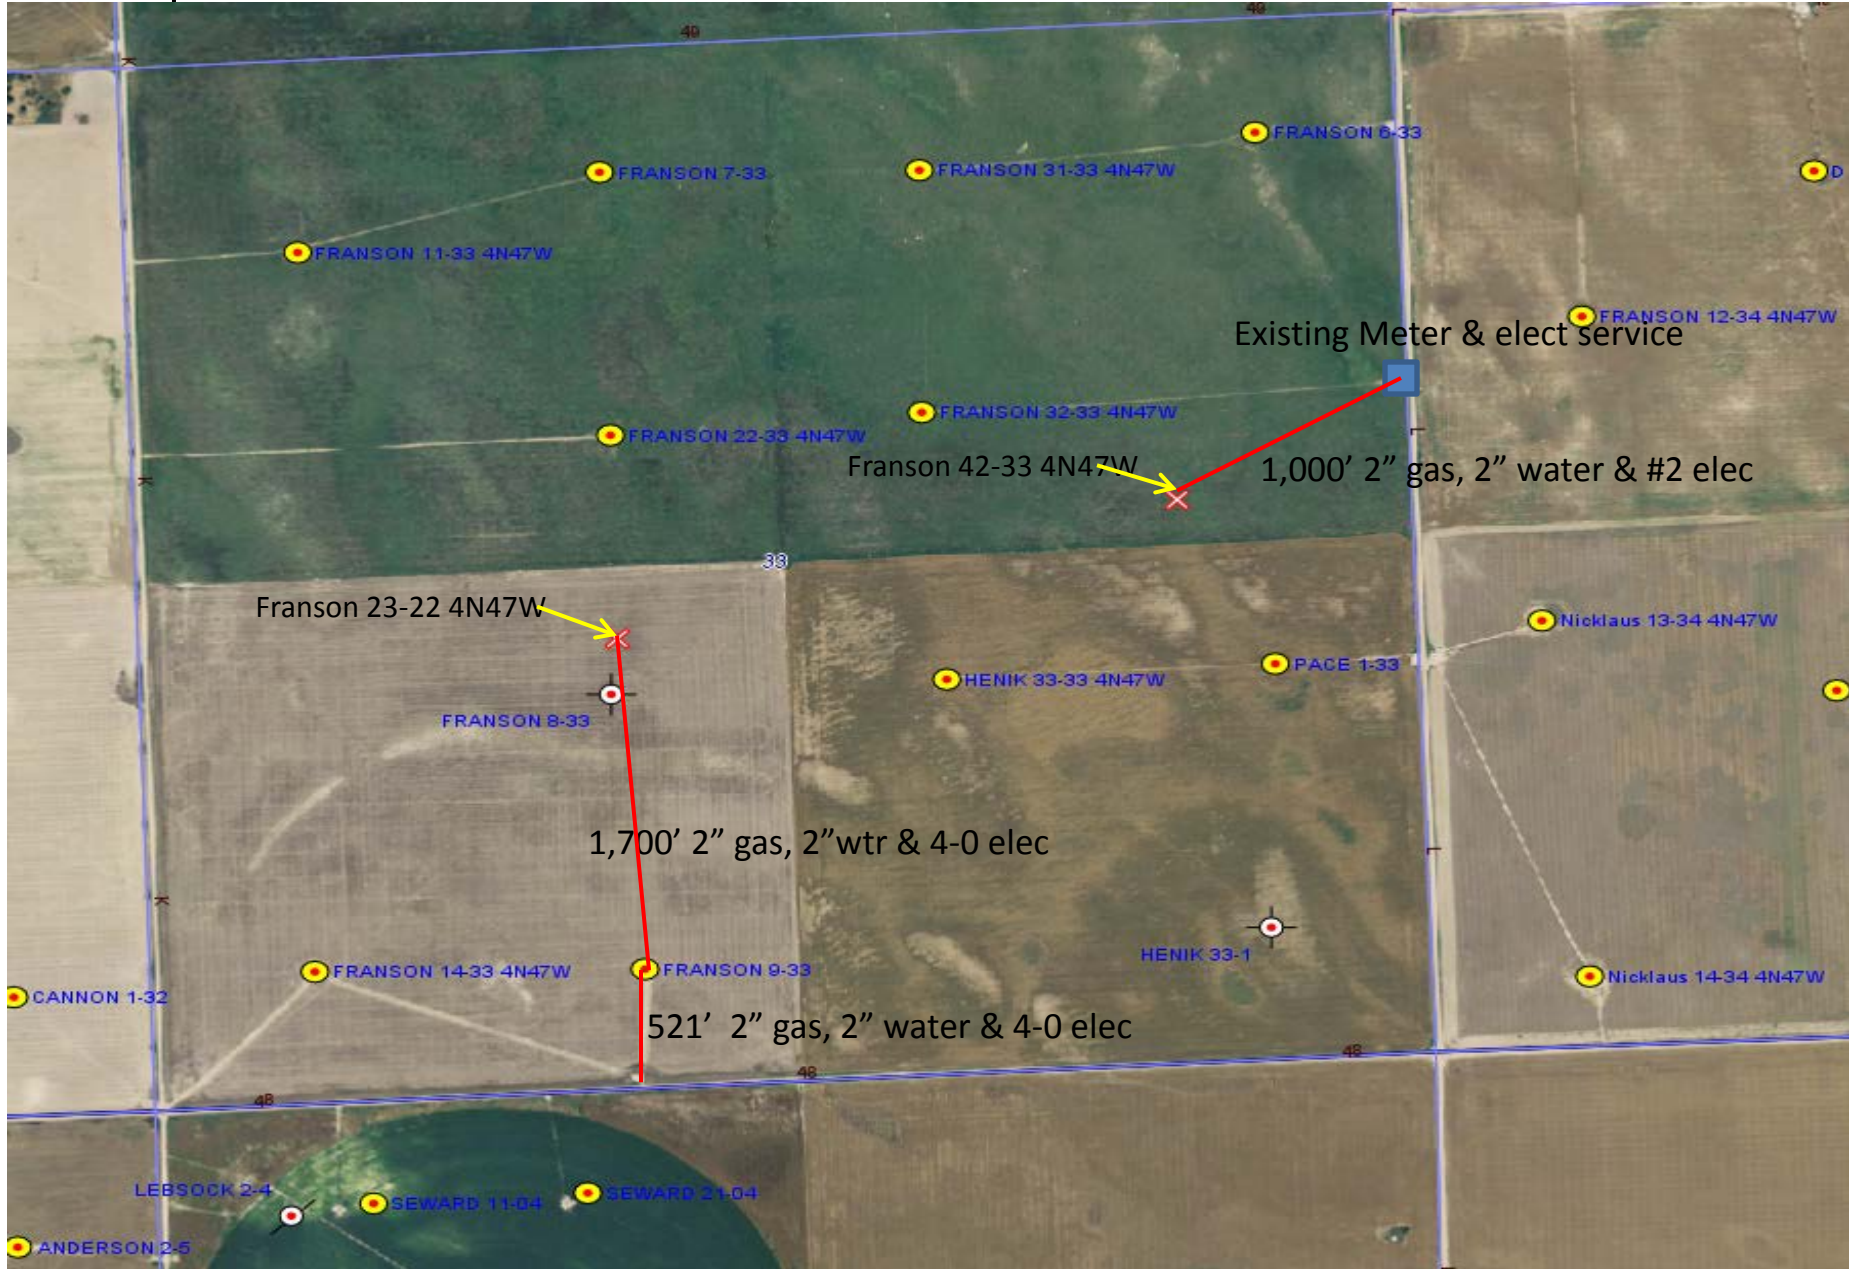 40
40
L
K
FRANSON 6-33
FRANSON 7-33
FRANSON 31-33 4N47W
D
FRANSON 11-33 4N47W
FRANSON 12-34 4N47W
Existing Meter & elect service
FRANSON 32-33 4N47W
FRANSON 22-33 4N47W
L
Franson 42-33 4N47W
1,000’ 2” gas, 2” water & #2 elec
K
33
Franson 23-22 4N47W
Nicklaus 13-34 4N47W
PACE 1-33
HENIK 33-33 4N47W
FRANSON 8-33
1,700’ 2” gas, 2”wtr & 4-0 elec
L
K
HENIK 33-1
FRANSON 14-33 4N47W
FRANSON 9-33
Nicklaus 14-34 4N47W
CANNON 1-32
521’ 2” gas, 2” water & 4-0 elec
48
48
48
LEBSOCK 2-4
SEWARD 11-04
SEWARD 21-04
ANDERSON 2-5